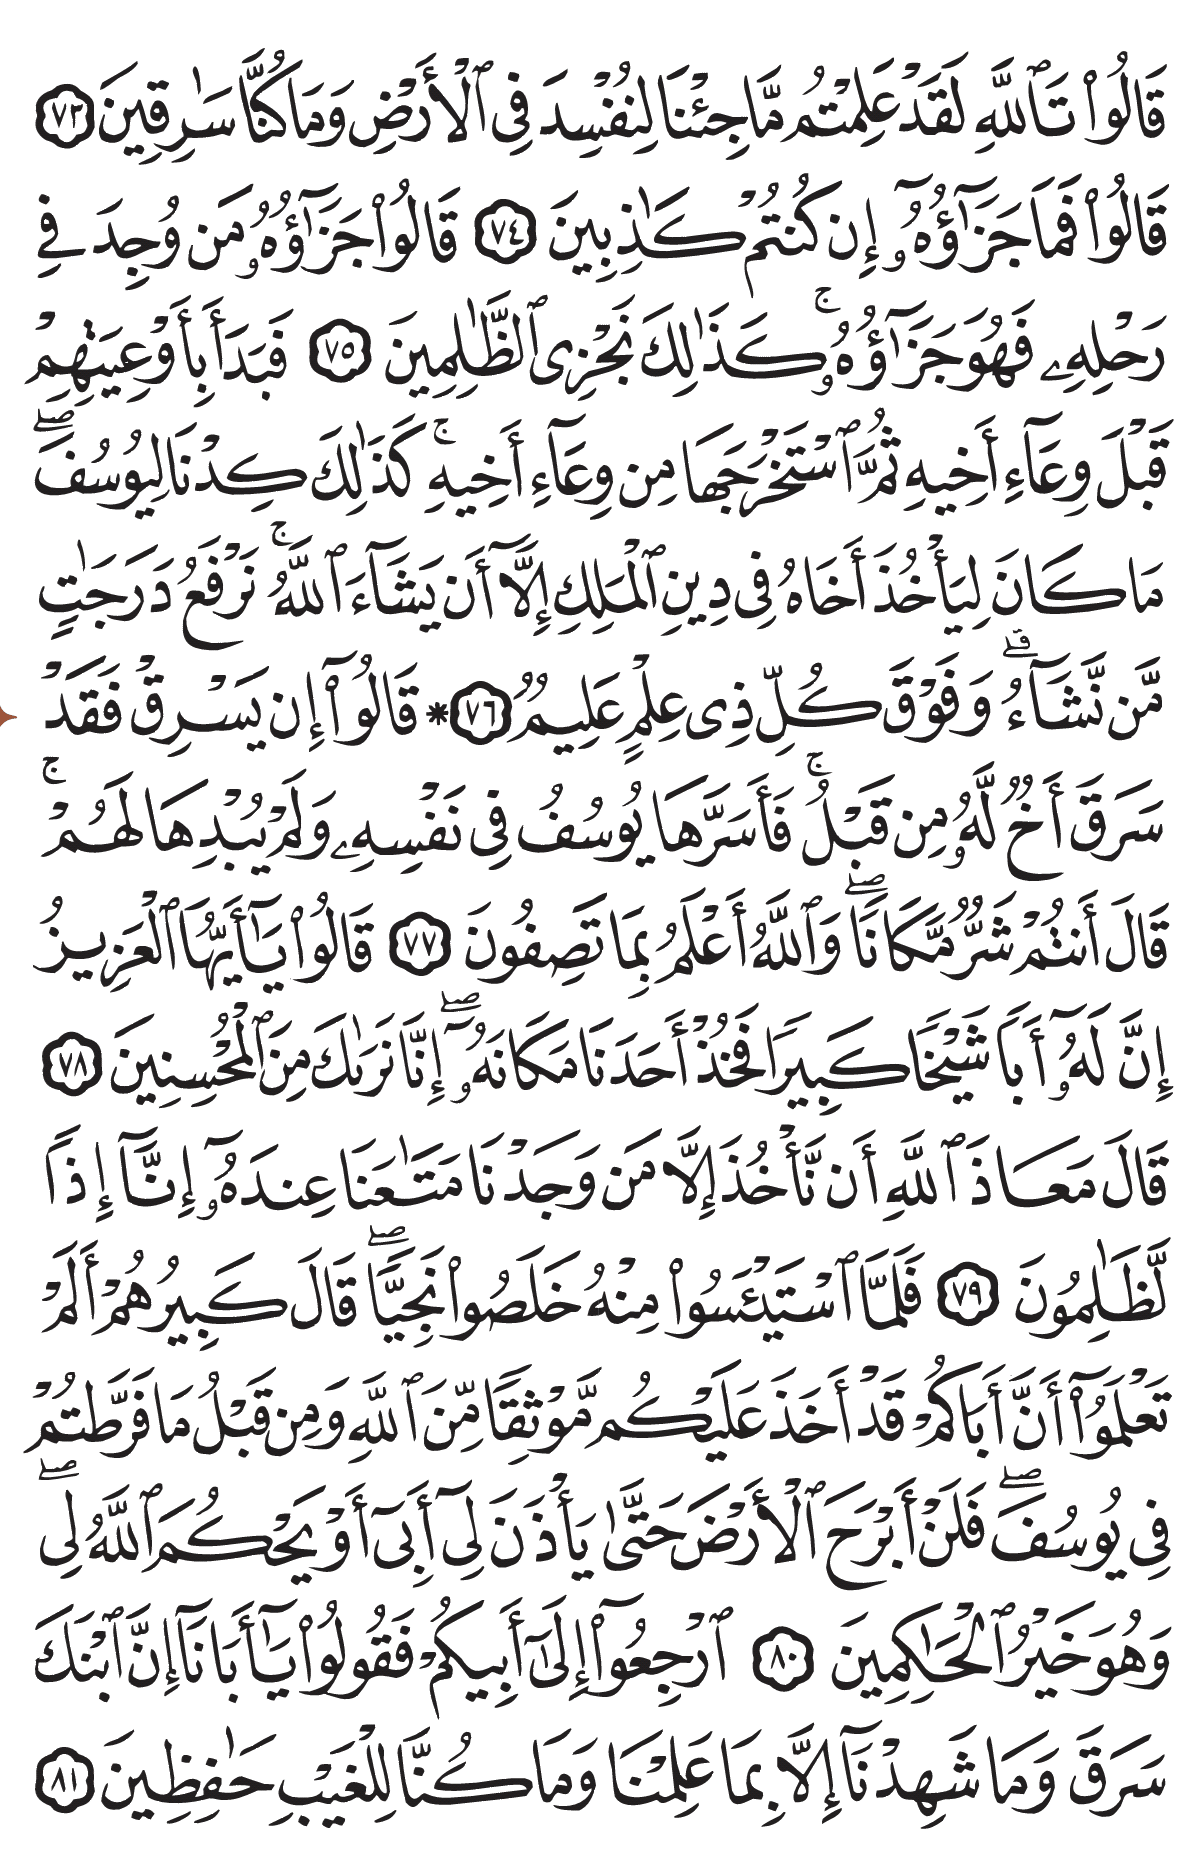 قَالُوا۟ تَٱللَّهِ لَقَدْ عَلِمْتُم مَّا جِئْنَا لِنُفْسِدَ فِى ٱلْأَرْضِ وَمَا كُنَّا سَٰرِقِينَ ٧٣
قَالُوا۟ فَمَا جَزَٰٓؤُهُۥٓ إِن كُنتُمْ كَٰذِبِينَ ٧٤ قَالُوا۟ جَزَٰٓؤُهُۥ مَن وُجِدَ فِى
رَحْلِهِۦ فَهُوَ جَزَٰٓؤُهُۥ ۚ كَذَٰلِكَ نَجْزِى ٱلظَّٰلِمِينَ ٧٥ فَبَدَأَ بِأَوْعِيَتِهِمْ
قَبْلَ وِعَآءِ أَخِيهِ ثُمَّ ٱسْتَخْرَجَهَا مِن وِعَآءِ أَخِيهِ ۚ كَذَٰلِكَ كِدْنَا لِيُوسُفَ ۖ
مَا كَانَ لِيَأْخُذَ أَخَاهُ فِى دِينِ ٱلْمَلِكِ إِلَّآ أَن يَشَآءَ ٱللَّهُ ۚ نَرْفَعُ دَرَجَٰتٍ
مَّن نَّشَآءُ ۗ وَفَوْقَ كُلِّ ذِى عِلْمٍ عَلِيمٌ ٧٦ * قَالُوٓا۟ إِن يَسْرِقْ فَقَدْ
سَرَقَ أَخٌ لَّهُۥ مِن قَبْلُ ۚ فَأَسَرَّهَا يُوسُفُ فِى نَفْسِهِۦ وَلَمْ يُبْدِهَا لَهُمْ ۚ
قَالَ أَنتُمْ شَرٌّ مَّكَانًا ۖ وَٱللَّهُ أَعْلَمُ بِمَا تَصِفُونَ ٧٧ قَالُوا۟ يَٰٓأَيُّهَا ٱلْعَزِيزُ
إِنَّ لَهُۥٓ أَبًا شَيْخًا كَبِيرًا فَخُذْ أَحَدَنَا مَكَانَهُۥٓ ۖ إِنَّا نَرَىٰكَ مِنَ ٱلْمُحْسِنِينَ ٧٨
قَالَ مَعَاذَ ٱللَّهِ أَن نَّأْخُذَ إِلَّا مَن وَجَدْنَا مَتَٰعَنَا عِندَهُۥٓ إِنَّآ إِذًا
لَّظَٰلِمُونَ ٧٩ فَلَمَّا ٱسْتَيْـَٔسُوا۟ مِنْهُ خَلَصُوا۟ نَجِيًّا ۖ قَالَ كَبِيرُهُمْ أَلَمْ
تَعْلَمُوٓا۟ أَنَّ أَبَاكُمْ قَدْ أَخَذَ عَلَيْكُم مَّوْثِقًا مِّنَ ٱللَّهِ وَمِن قَبْلُ مَا فَرَّطتُمْ
فِى يُوسُفَ ۖ فَلَنْ أَبْرَحَ ٱلْأَرْضَ حَتَّىٰ يَأْذَنَ لِىٓ أَبِىٓ أَوْ يَحْكُمَ ٱللَّهُ لِى ۖ
وَهُوَ خَيْرُ ٱلْحَٰكِمِينَ ٨٠ ٱرْجِعُوٓا۟ إِلَىٰٓ أَبِيكُمْ فَقُولُوا۟ يَٰٓأَبَانَآ إِنَّ ٱبْنَكَ
سَرَقَ وَمَا شَهِدْنَآ إِلَّا بِمَا عَلِمْنَا وَمَا كُنَّا لِلْغَيْبِ حَٰفِظِينَ ٨١